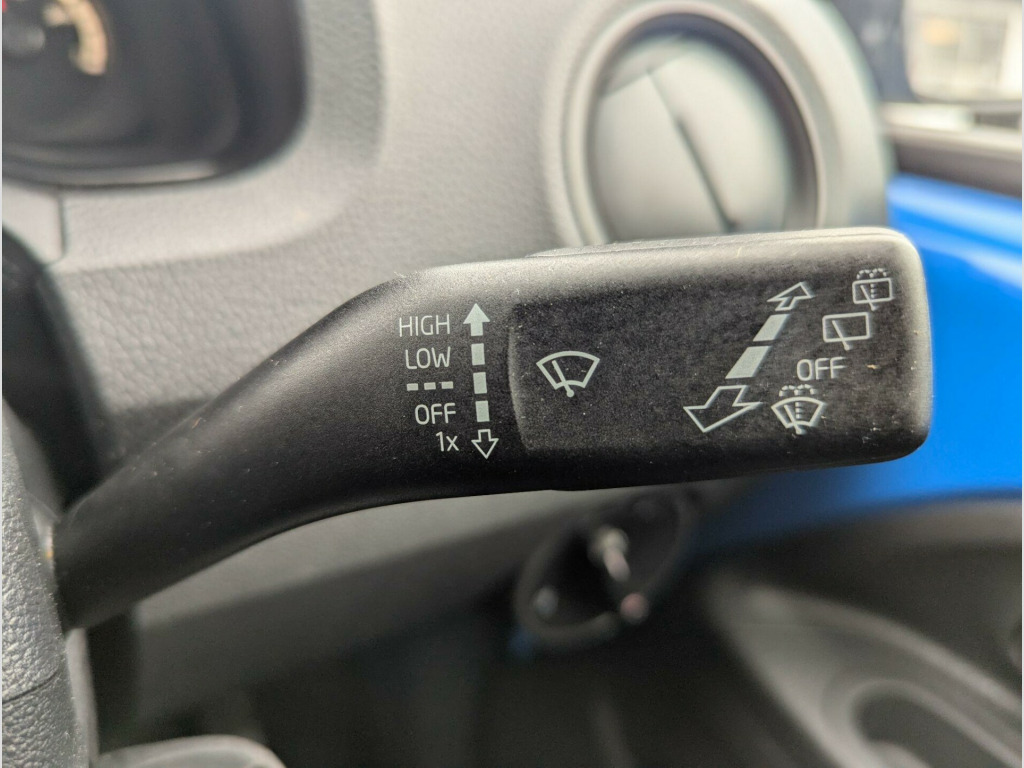 HIGH
LOW
---
OFF
1x
OFF